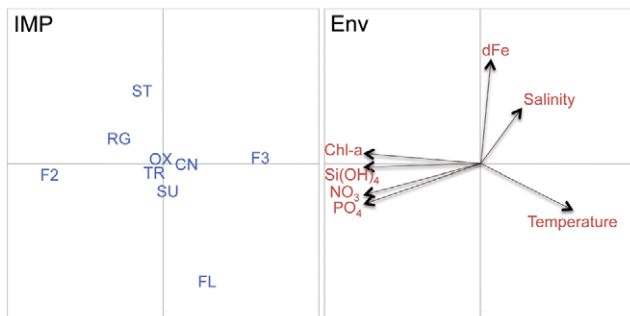 IMP
Env
ST
RG
OX
CN
F3
F2
TR
SU
FL
dFe
Salinity
Chl-a
Si(OH)₄
NO₃
PO₄
Temperature